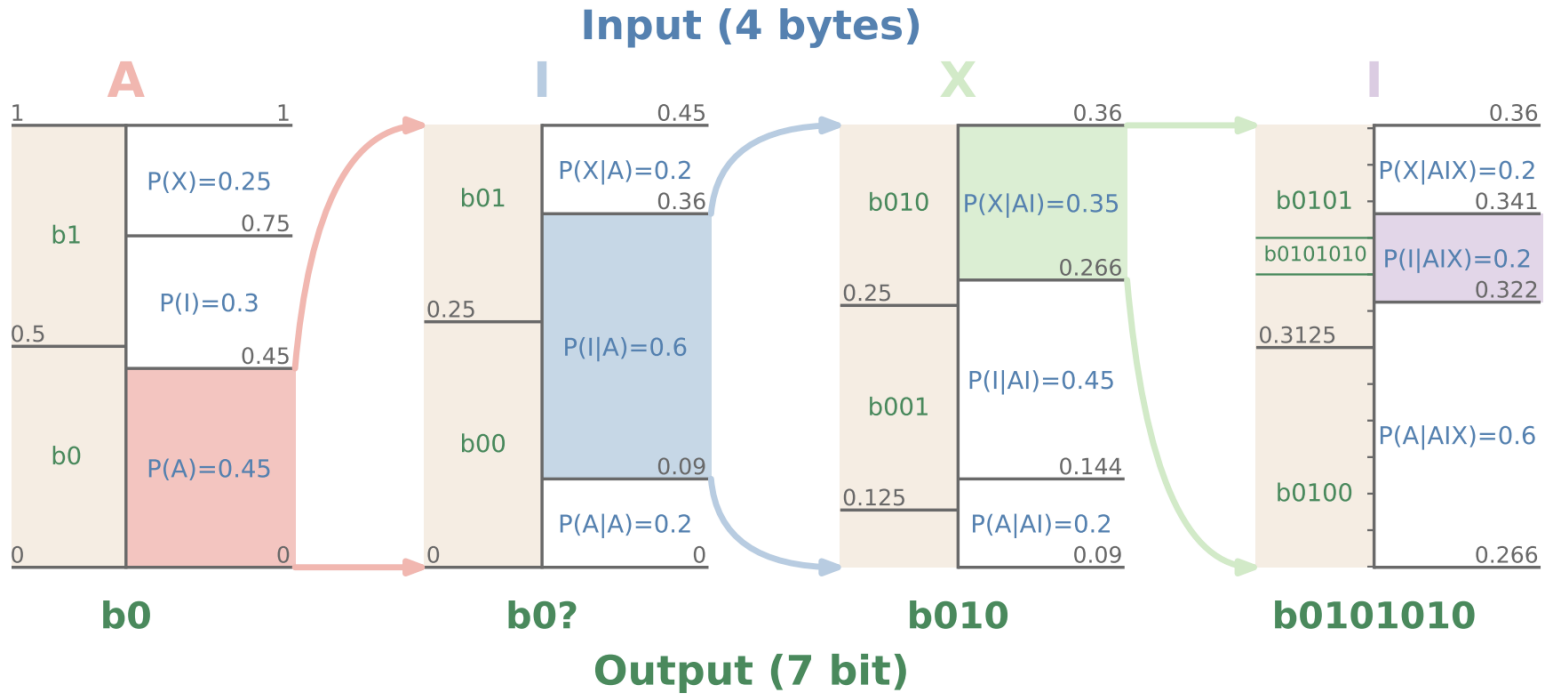 Input (4 bytes)
A
I
X
I
1
1
P(X)=0.25
0.75
b1
P(I)=0.3
0.5
0.45
b0
P(A)=0.45
0
0
b0
0.45
P(X|A)=0.2
b01
0.36
0.25
P(I|A)=0.6
b00
0.09
P(A|A)=0.2
0
0
b0?
0.36
b010
P(X|AI)=0.35
0.266
0.25
P(I|AI)=0.45
b001
0.144
0.125
P(A|AI)=0.2
0.09
b010
0.36
P(X|AIX)=0.2
b0101
0.341
b0101010
P(I|AIX)=0.2
0.322
0.3125
P(A|AIX)=0.6
b0100
0.266
b0101010
Output (7 bit)